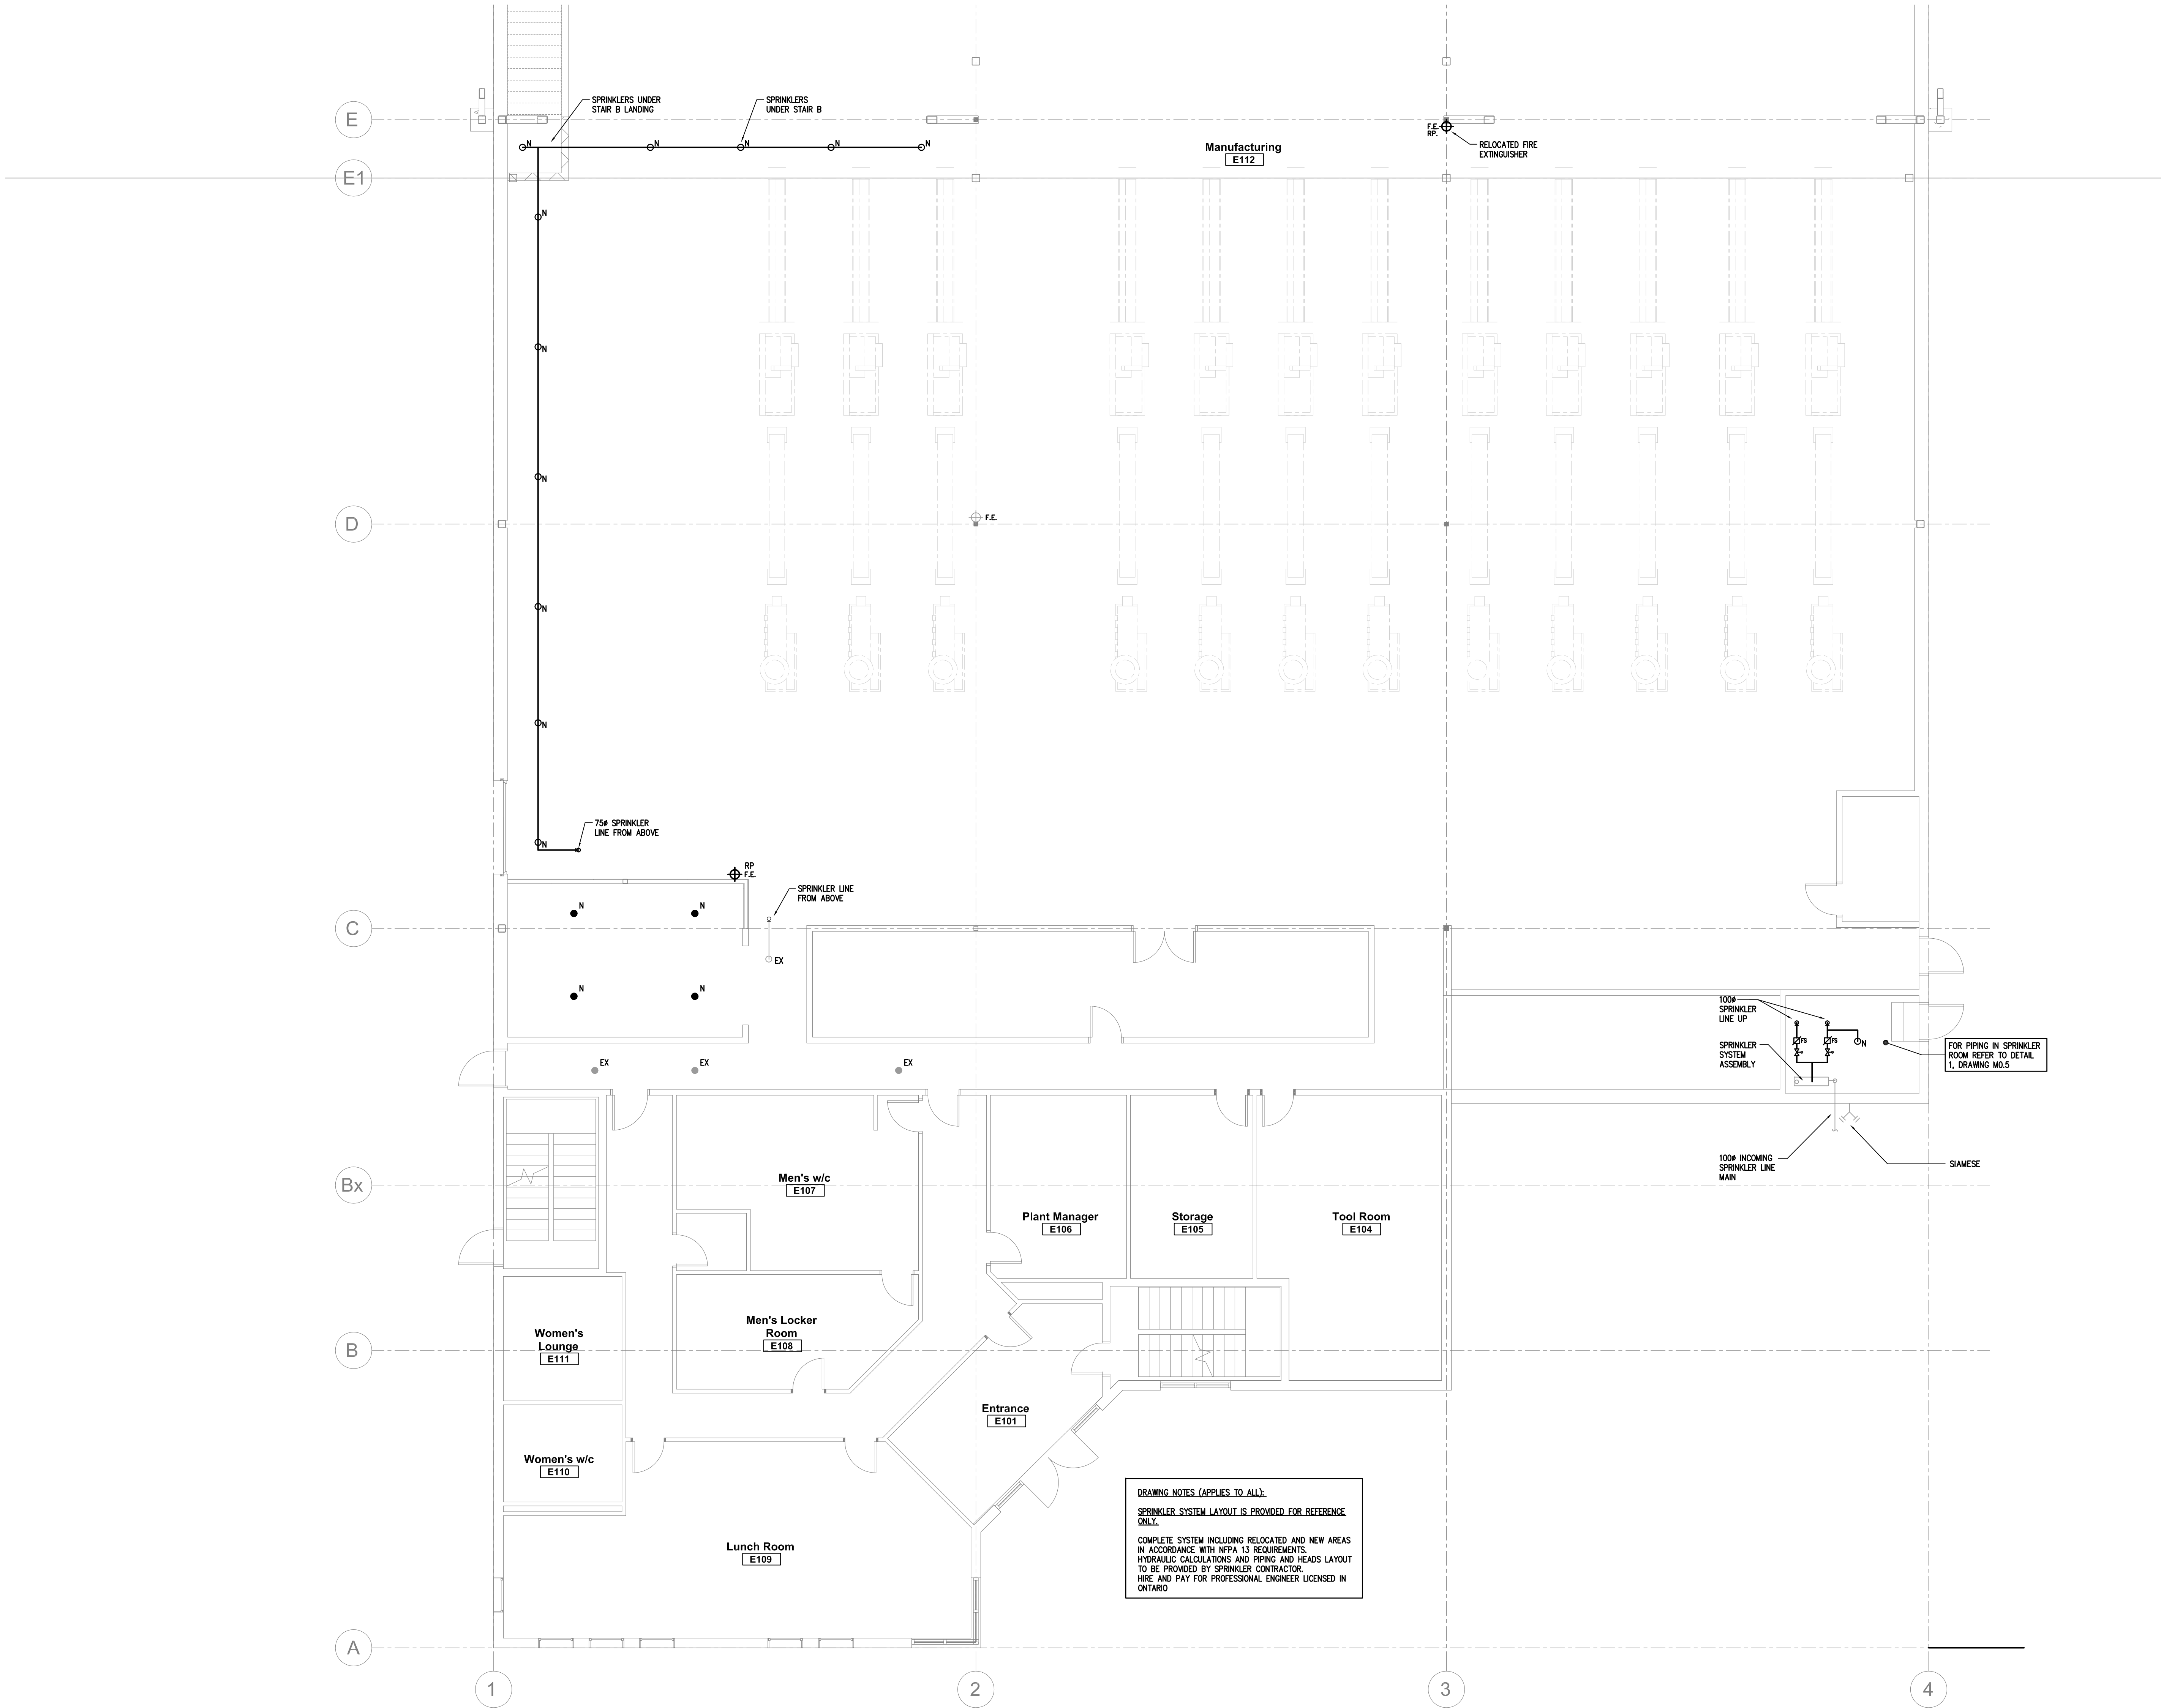 SPRINKLERS UNDER
STAIR B LANDING
SPRINKLERS
UNDER STAIR B
E
N
N
N
N
N
F.E.
RP.
RELOCATED FIRE
EXTINGUISHER
Manufacturing
E112
E1
N
N
N
D
F.E.
N
N
75ø SPRINKLER
LINE FROM ABOVE
N
RP
F.E.
SPRINKLER LINE
FROM ABOVE
N
N
C
EX
N
N
100ø
SPRINKLER
LINE UP
FS
FS
N
SPRINKLER
SYSTEM
ASSEMBLY
FOR PIPING IN SPRINKLER
ROOM REFER TO DETAIL
1, DRAWING M0.5
EX
EX
EX
100ø INCOMING
SPRINKLER LINE
MAIN
SIAMESE
Bx
Men's w/c
E107
Plant Manager
E106
Storage
E105
Tool Room
E104
Men's Locker
Room
E108
Women's
Lounge
E111
B
Entrance
E101
Women's w/c
E110
Lunch Room
E109
DRAWING NOTES (APPLIES TO ALL):
SPRINKLER SYSTEM LAYOUT IS PROVIDED FOR REFERENCE
ONLY.
COMPLETE SYSTEM INCLUDING RELOCATED AND NEW AREAS
IN ACCORDANCE WITH NFPA 13 REQUIREMENTS.
HYDRAULIC CALCULATIONS AND PIPING AND HEADS LAYOUT
TO BE PROVIDED BY SPRINKLER CONTRACTOR.
HIRE AND PAY FOR PROFESSIONAL ENGINEER LICENSED IN
ONTARIO
A
1
2
3
4